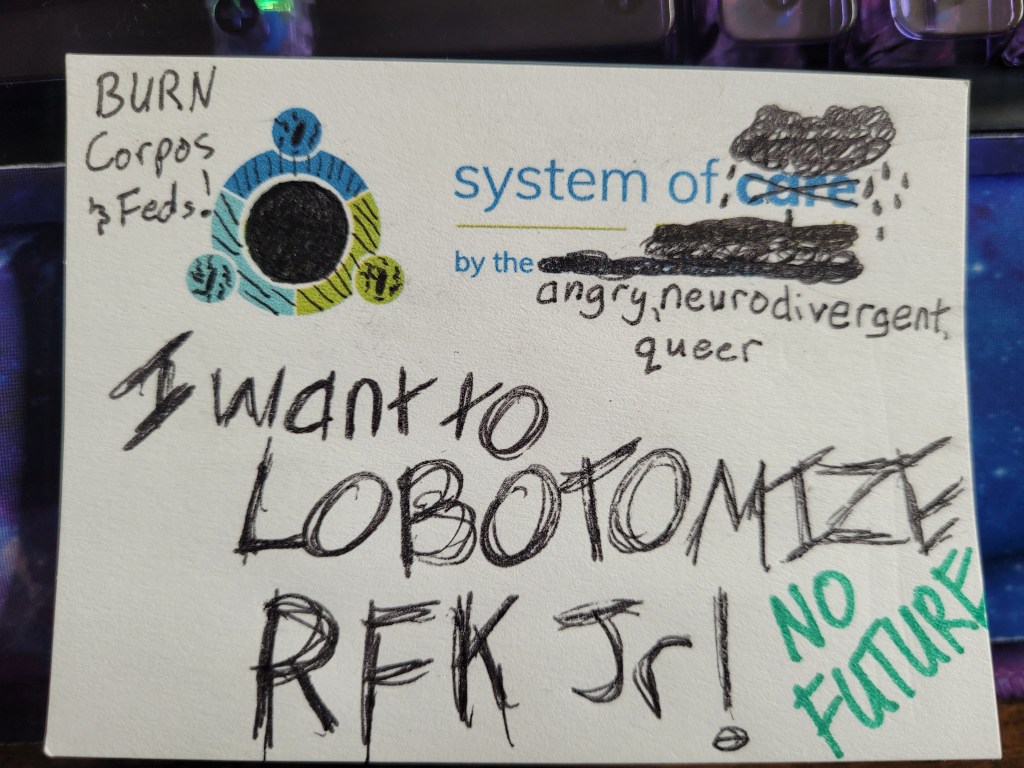 BURN
Corpos
& Feds!
system of care
by the
angry, neurodivergent,
queer
I want to
LOBOTOMIZE
RFK Jr!
NO
FUTURE